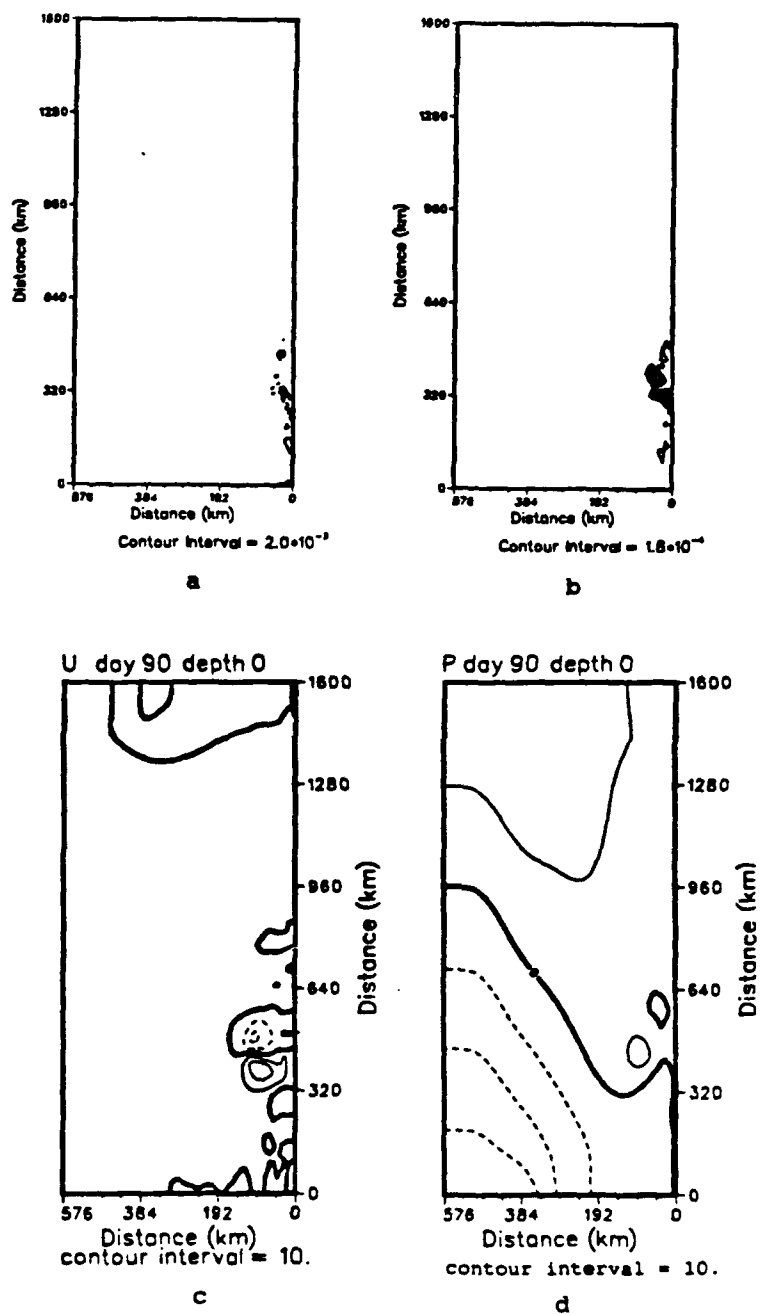 1600
1280
960
640
320
0
Distance (km)
576 384 192 0
Distance (km)
Contour Interval = 2.0*10⁻³
a
1600
1280
960
640
320
0
Distance (km)
576 384 192 0
Distance (km)
Contour Interval =
b
U day 90 depth 0
1600
1280
960
640
320
0
Distance (km)
576 384 192 0
Distance (km)
contour interval = 10.
c
P day 90 depth 0
1600
1280
960
640
320
0
Distance (km)
0
576 384 192 0
Distance (km)
contour interval = 10.
d